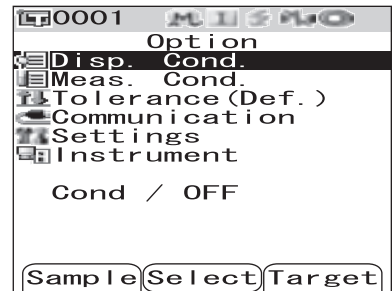 0001
Option
Disp. Cond.
Meas. Cond.
Tolerance(Def.)
Communication
Settings
Instrument
Cond / OFF
Sample Select Target